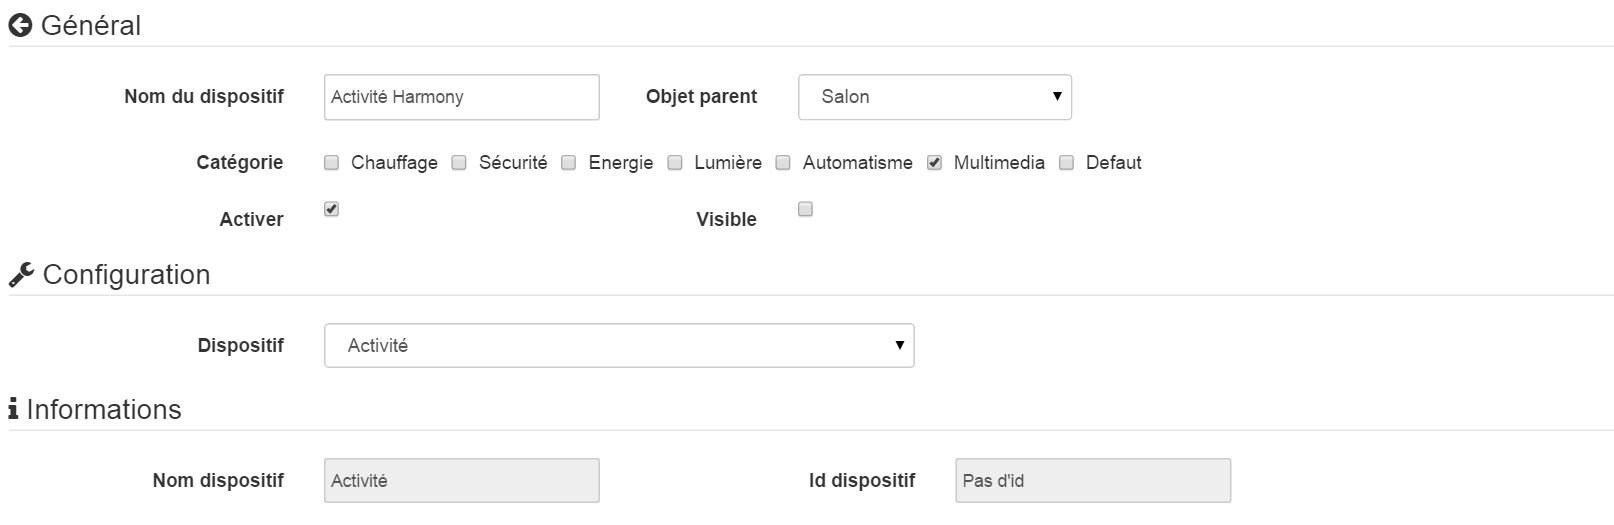 Général
Nom du dispositif Activité Harmony Objet parent Salon
Catégorie Chauffage Sécurité Energie Lumière Automatisme Multimedia Defaut
Activer Visible
Configuration
Dispositif Activité
Informations
Nom dispositif Activité Id dispositif Pas d'id